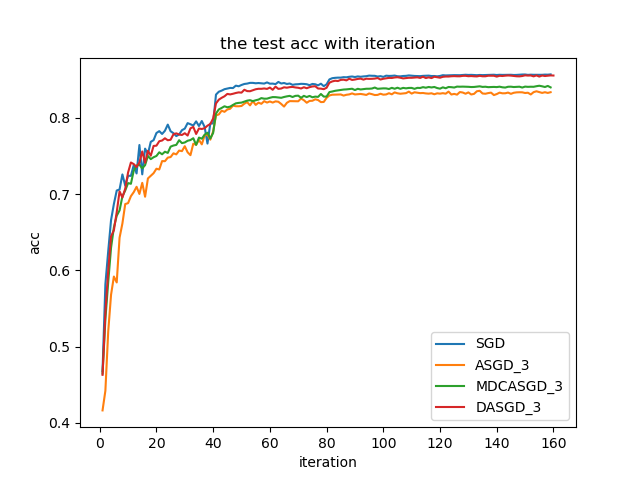 the test acc with iteration
acc
0.8
0.7
0.6
0.5
0.4
SGD
ASGD_3
MDCASGD_3
DASGD_3
0 20 40 60 80 100 120 140 160
iteration